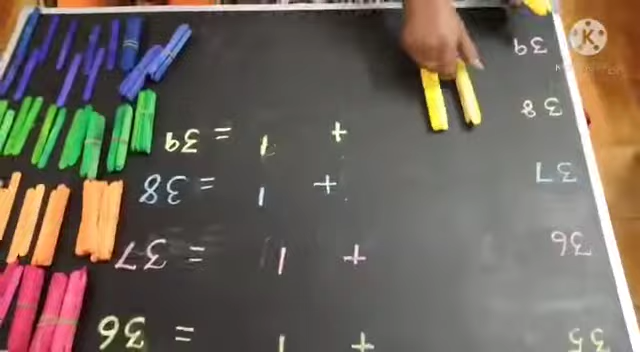 35 + 1 = 36
36 + 1 = 37
37 + 1 = 38
38 + 1 = 39
39
K